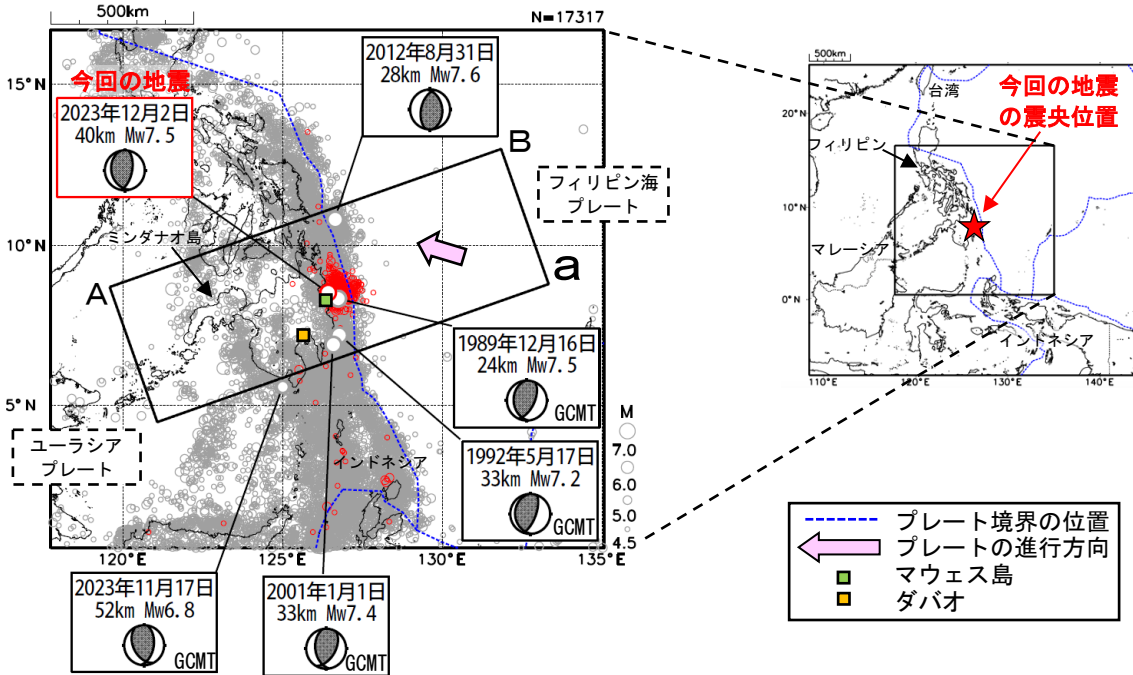 500km
N=17317
15°N
10°N
5°N
120°E
125°E
130°E
135°E
今回の地震
2023年12月2日
40km Mw7.5
2012年8月31日
28km Mw7.6
B
フィリピン海
プレート
ミンダナオ島
A
a
1989年12月16日
24km Mw7.5
GCMT
1992年5月17日
33km Mw7.2
GCMT
ユーラシア
プレート
インドネシア
M
7.0
6.0
5.0
4.5
2023年11月17日
52km Mw6.8
GCMT
2001年1月1日
33km Mw7.4
GCMT
500km
20°N
10°N
0°N
110°E
120°E
130°E
140°E
台湾
今回の地震
の震央位置
フィリピン
マレーシア
インドネシア
プレート境界の位置
プレートの進行方向
マウェス島
ダバオ